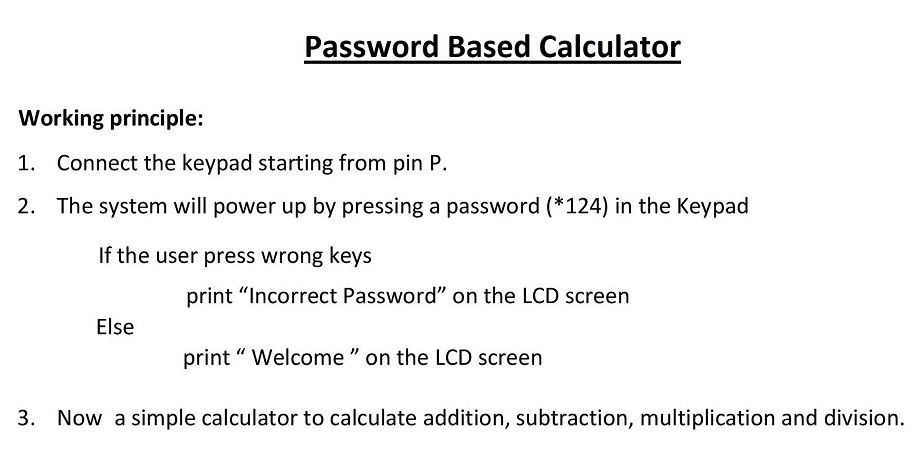 Password Based Calculator
Working principle:
1. Connect the keypad starting from pin P.
2. The system will power up by pressing a password (*124) in the Keypad
If the user press wrong keys
print “Incorrect Password” on the LCD screen
Else
print “ Welcome ” on the LCD screen
3. Now  a simple calculator to calculate addition, subtraction, multiplication and division.